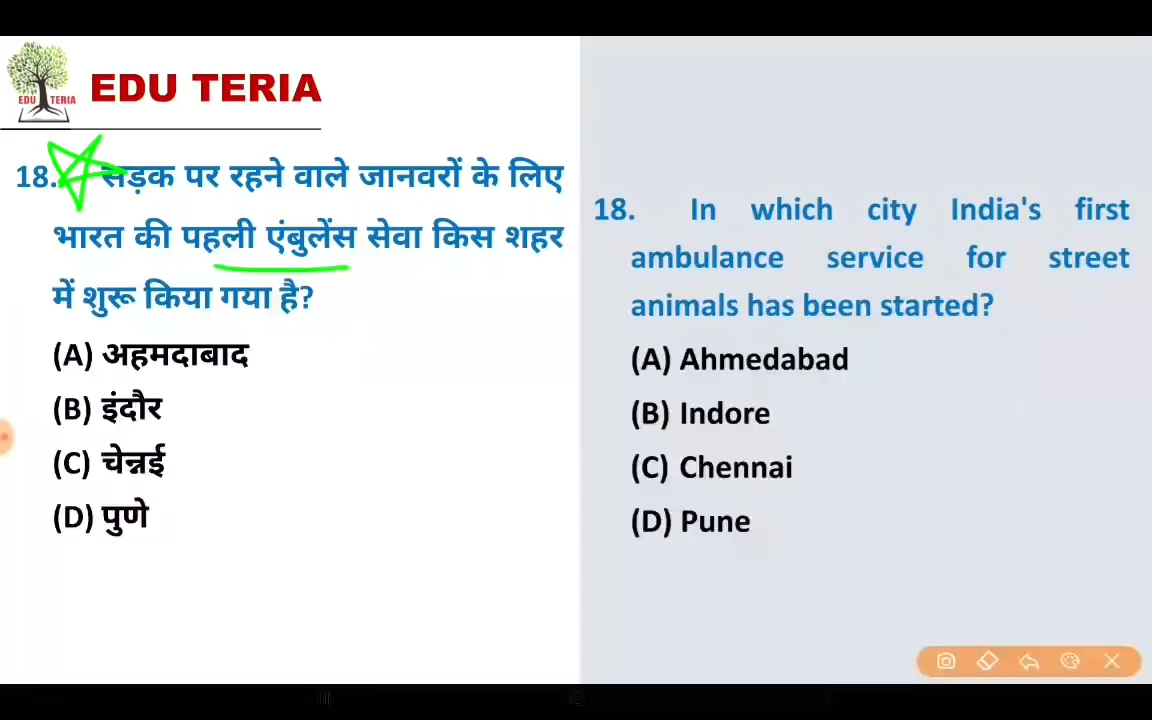 EDU TERIA
EDU TERIA
18. सड़क पर रहने वाले जानवरों के लिए
भारत की पहली एंबुलेंस सेवा किस शहर
में शुरू किया गया है?
(A) अहमदाबाद
(B) इंदौर
(C) चेन्नई
(D) पुणे
18. In which city India's first
ambulance service for street
animals has been started?
(A) Ahmedabad
(B) Indore
(C) Chennai
(D) Pune